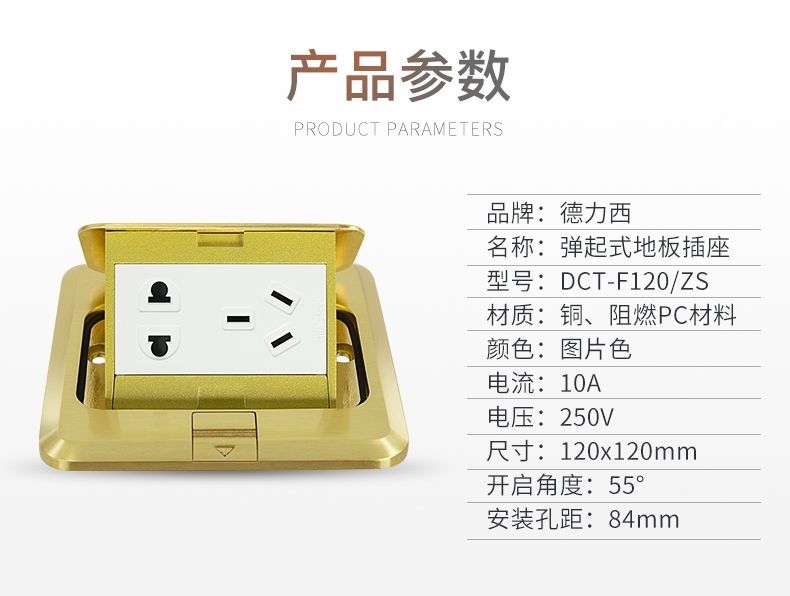 产品参数
PRODUCT PARAMETERS
品牌：德力西
名称：弹起式地板插座
型号：DCT-F120/ZS
材质：铜、阻燃PC材料
颜色：图片色
电流：10A
电压：250V
尺寸：120x120mm
开启角度：55°
安装孔距：84mm